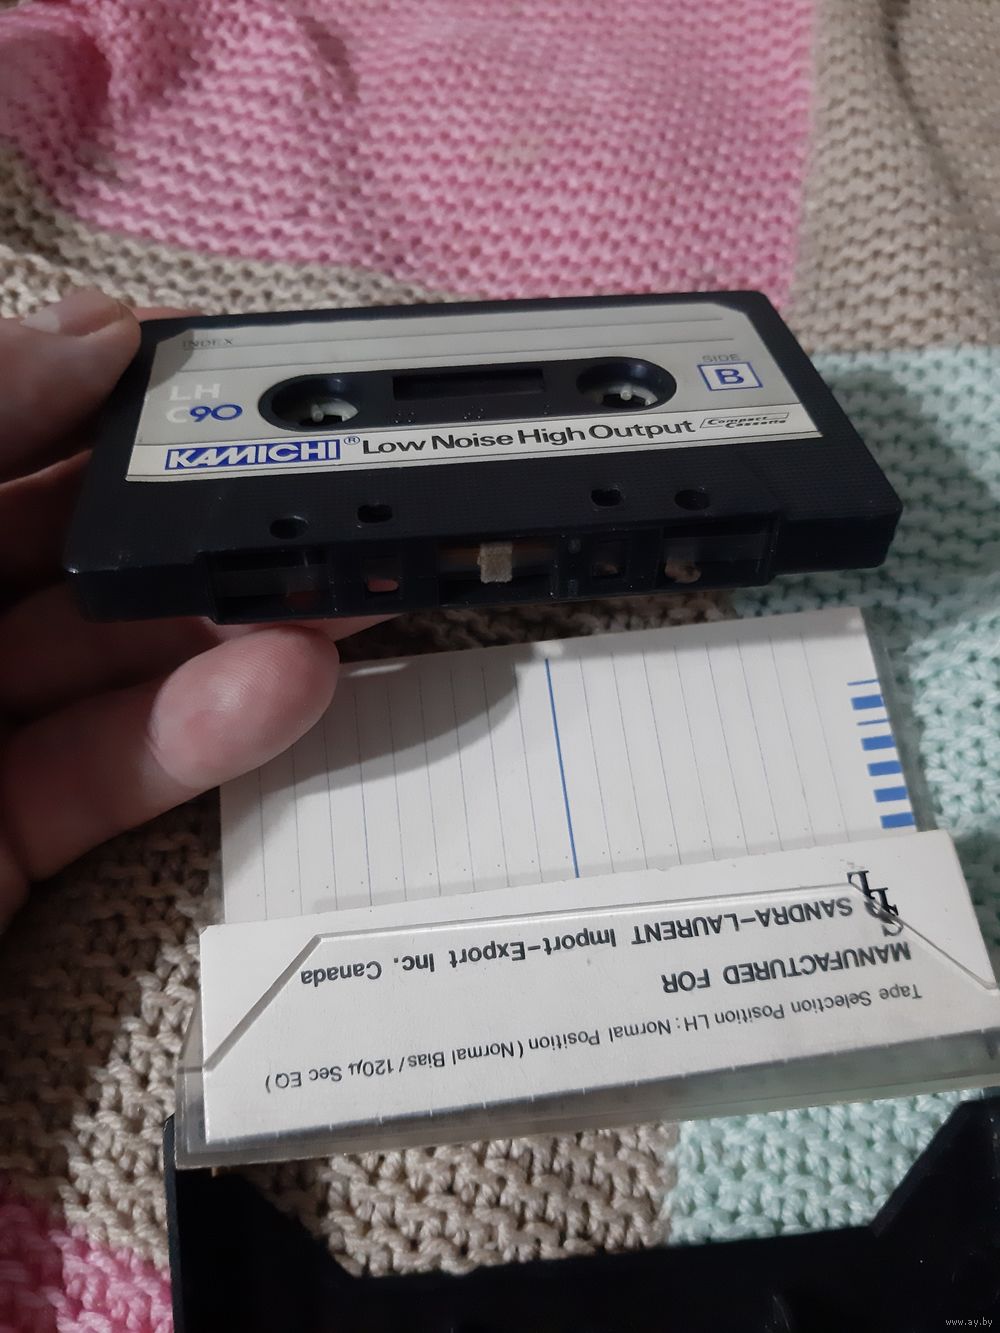 INDEX
LH
C90
SIDE
B
KAMICHI® Low Noise High Output
Compact Cassette
Tape Selection Position LH: Normal Position (Normal Bias/120µ Sec EQ)
MANUFACTURED FOR
SLL
SANDRA-LAURENT Import-Export Inc. Canada
www.ay.by